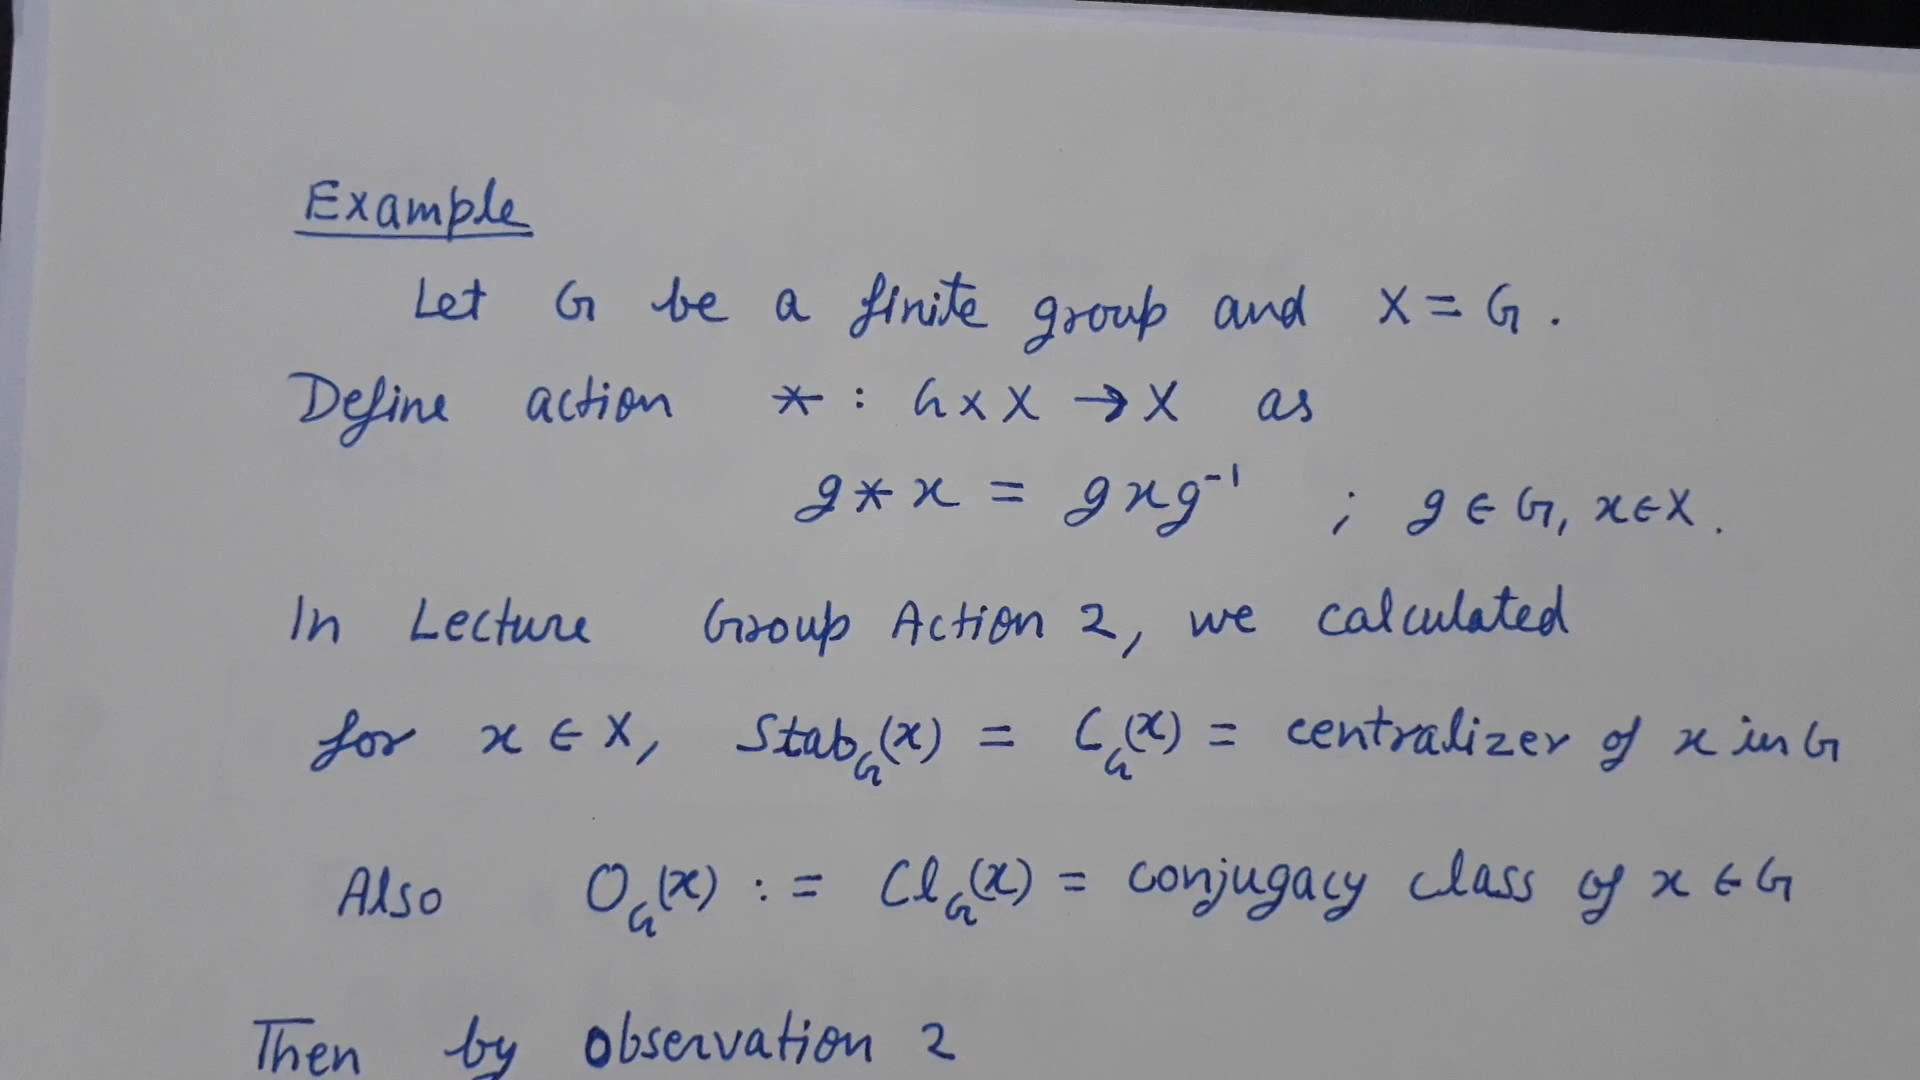 Example
Let G be a finite group and X = G.
Define action * : G x X → X as
g * x = g x g⁻¹ ; g ∈ G, x ∈ X.
In Lecture Group Action 2, we calculated
for x ∈ X, Stab_G(x) = C_G(x) = centralizer of x in G
Also O_G(x) := Cl_G(x) = conjugacy class of x ∈ G
Then by observation 2